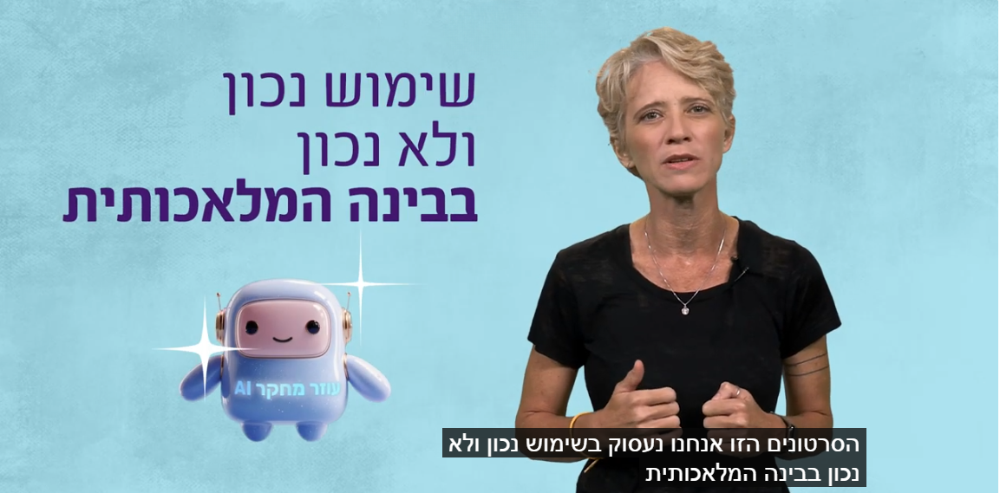 שימוש נכון
ולא נכון
בבינה המלאכותית
עוזר מחקר AI
הסרטונים הזו אנחנו נעסוק בשימוש נכון ולא
נכון בבינה המלאכותית